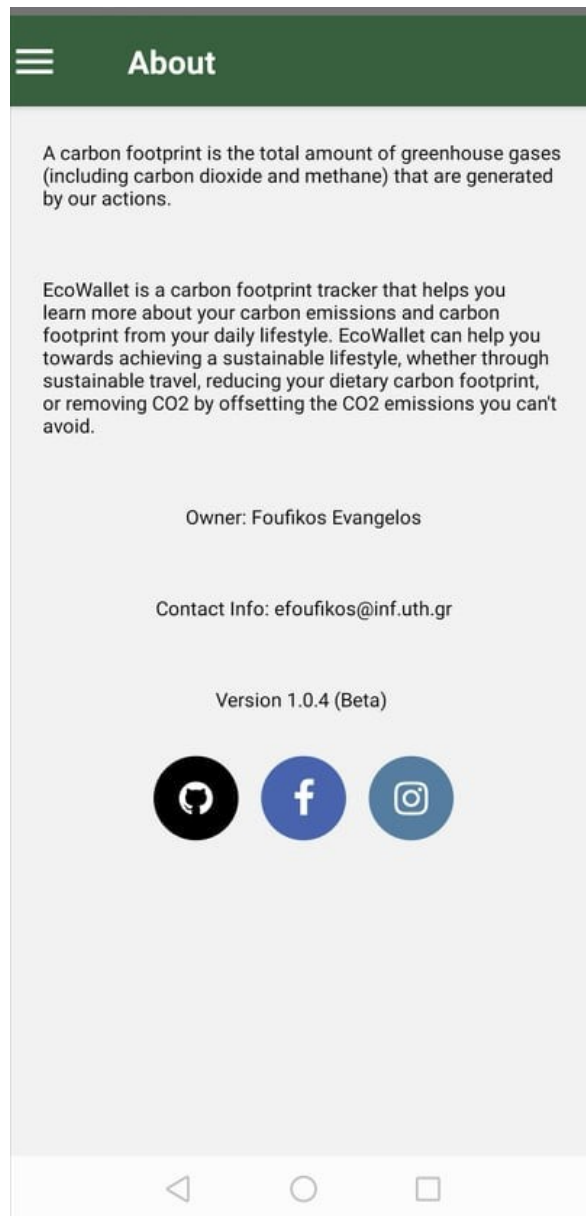 About
A carbon footprint is the total amount of greenhouse gases
(including carbon dioxide and methane) that are generated
by our actions.
EcoWallet is a carbon footprint tracker that helps you
learn more about your carbon emissions and carbon
footprint from your daily lifestyle. EcoWallet can help you
towards achieving a sustainable lifestyle, whether through
sustainable travel, reducing your dietary carbon footprint,
or removing CO2 by offsetting the CO2 emissions you can't
avoid.
Owner: Foufikos Evangelos
Contact Info: efoufikos@inf.uth.gr
Version 1.0.4 (Beta)